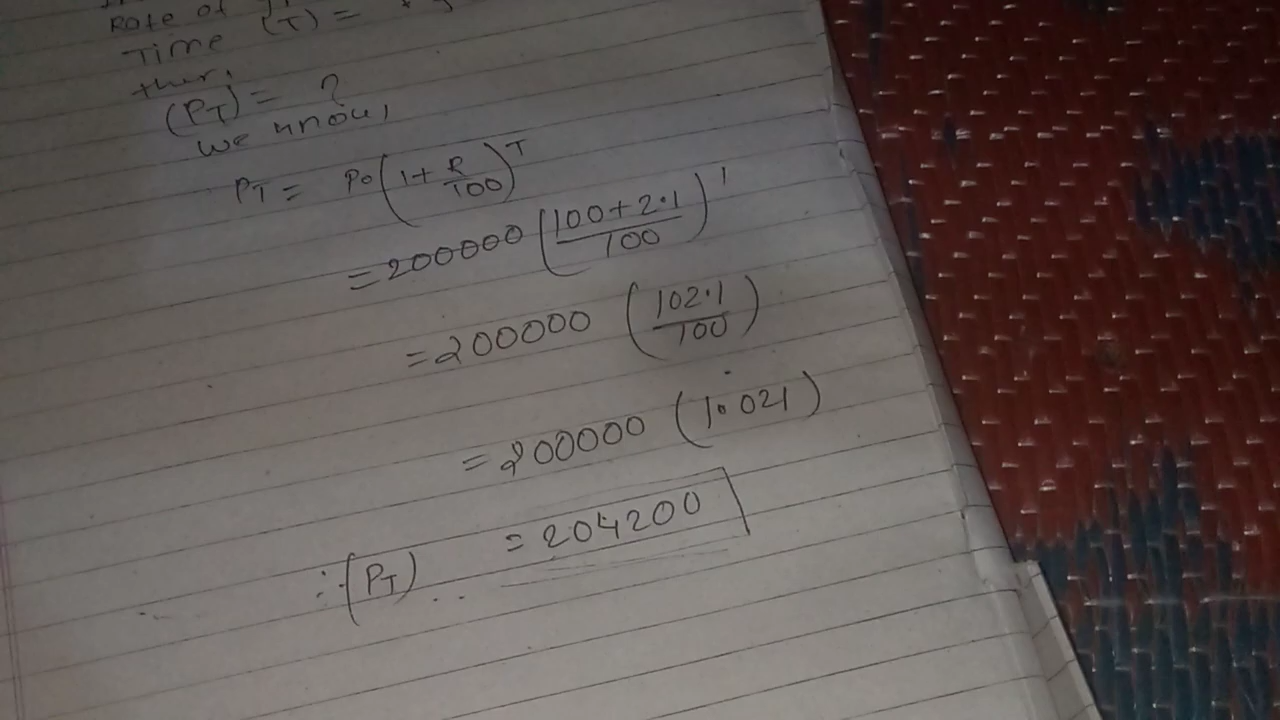 Rate of
Time (T) =
then,
(PT) = ?
we know,
PT = Po(1+R/100)^T
=200000(100+2.1/100)^1
=200000 (102.1/100)
=200000 (1.021)
∴(PT) = 204200